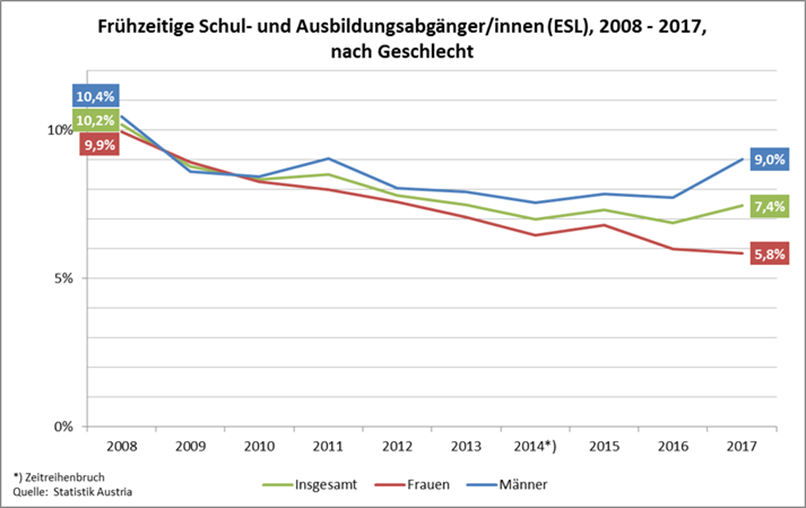 Frühzeitige Schul- und Ausbildungsabgänger/innen (ESL), 2008 - 2017,
nach Geschlecht
10,4%
10,2%
9,9%
10%
5%
0%
9,0%
7,4%
5,8%
2008 2009 2010 2011 2012 2013 2014*) 2015 2016 2017
*) Zeitreihenbruch
Quelle: Statistik Austria
Insgesamt Frauen Männer